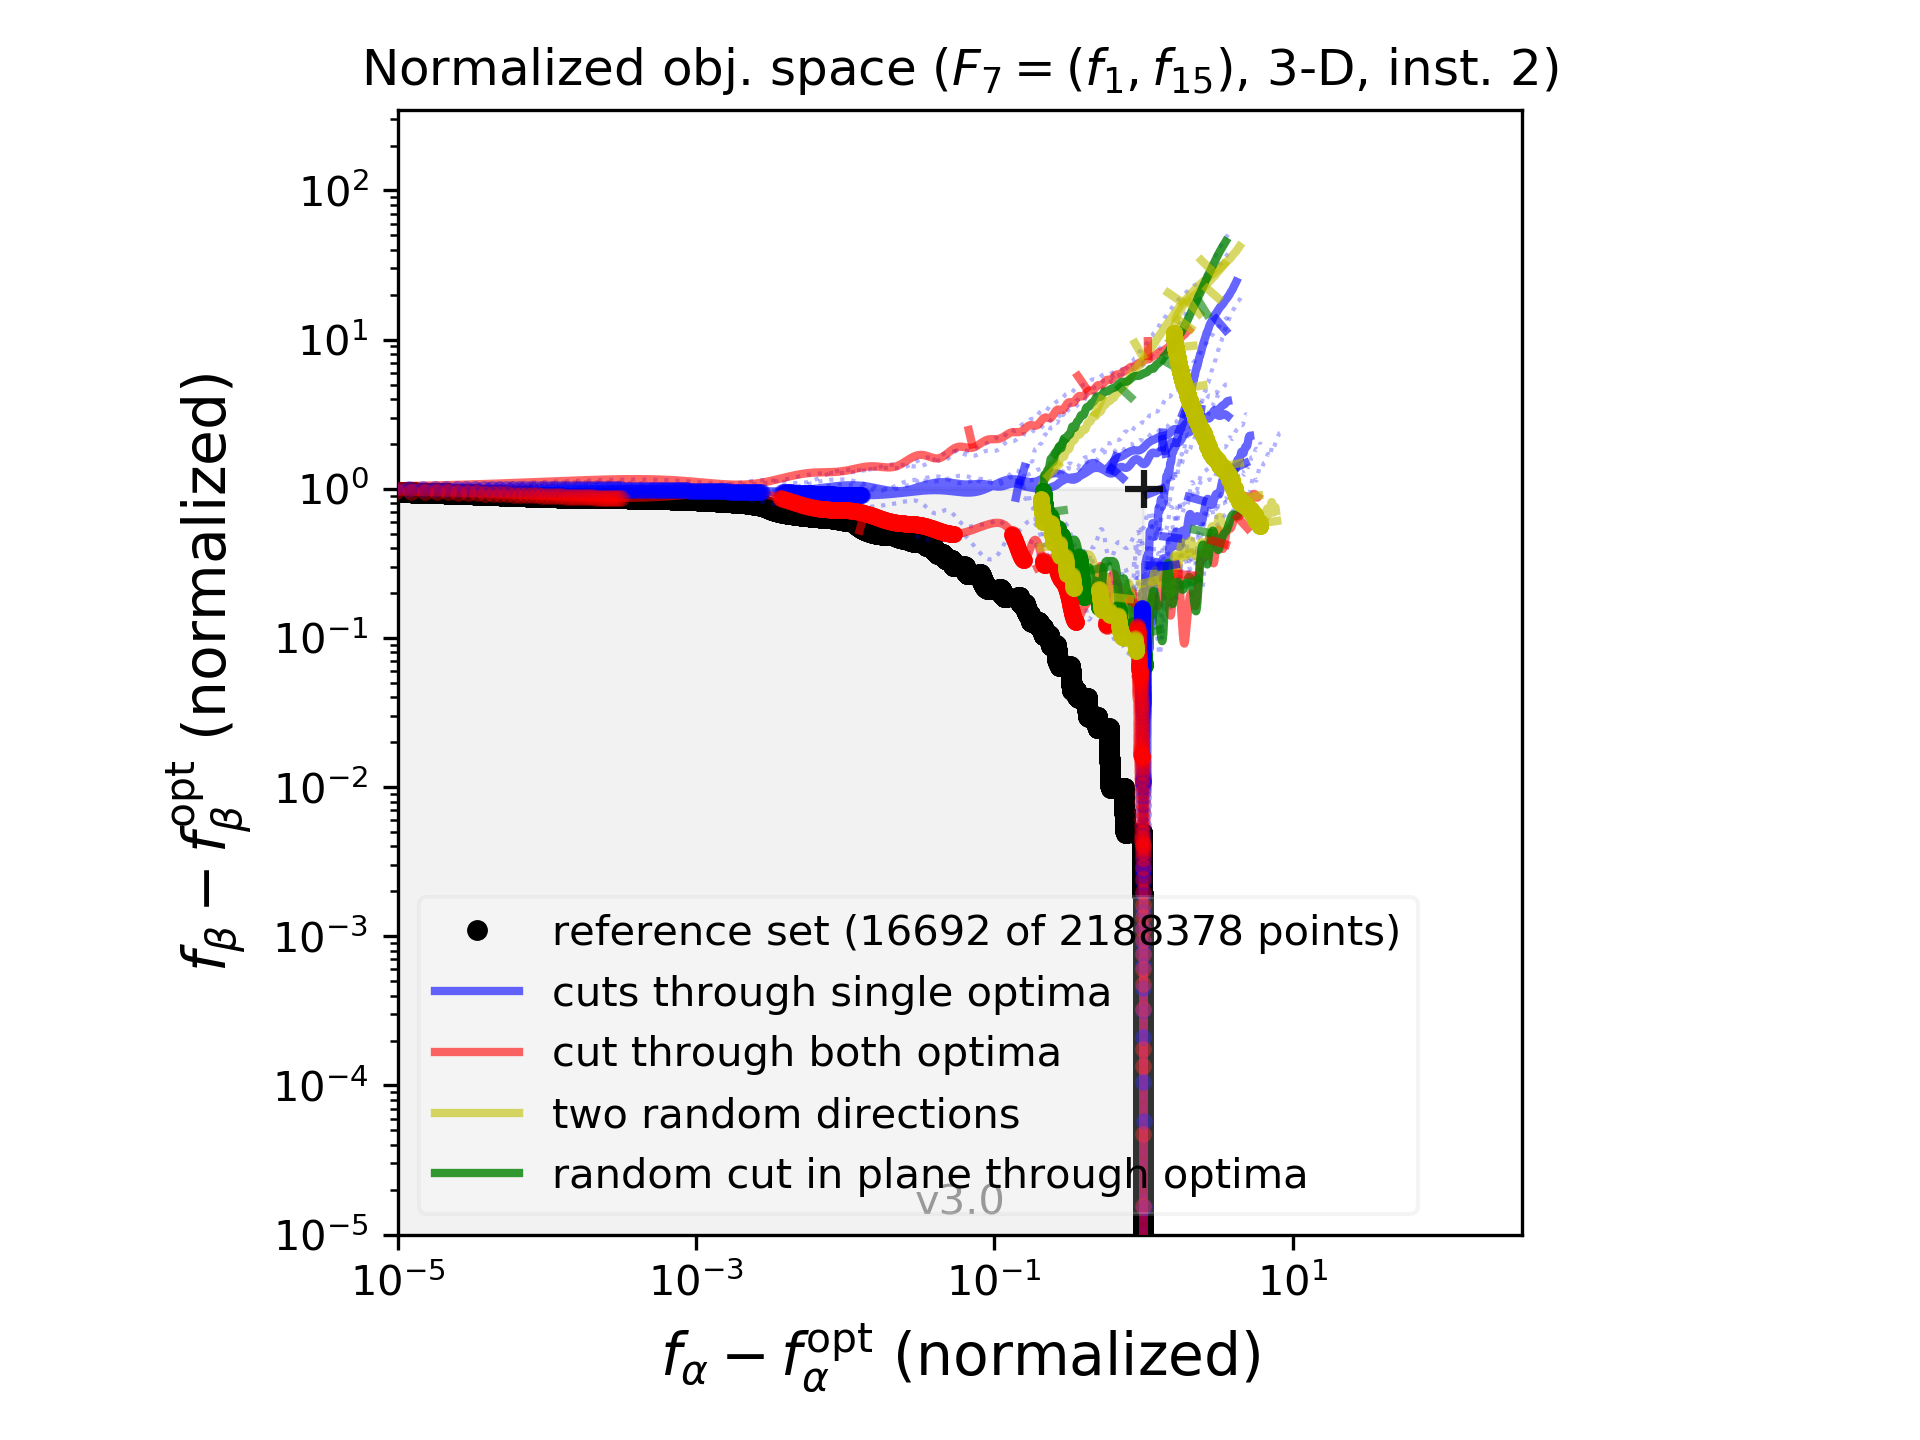 Normalized obj. space (F₇ = (f₁, f₁₅), 3-D, inst. 2)
f_β − f_β^opt (normalized)
10²
10¹
10⁰
10⁻¹
10⁻²
10⁻³
10⁻⁴
10⁻⁵
reference set (16692 of 2188378 points)
cuts through single optima
cut through both optima
two random directions
random cut in plane through optima
v3.0
10⁻⁵ 10⁻³ 10⁻¹ 10¹
f_α − f_α^opt (normalized)